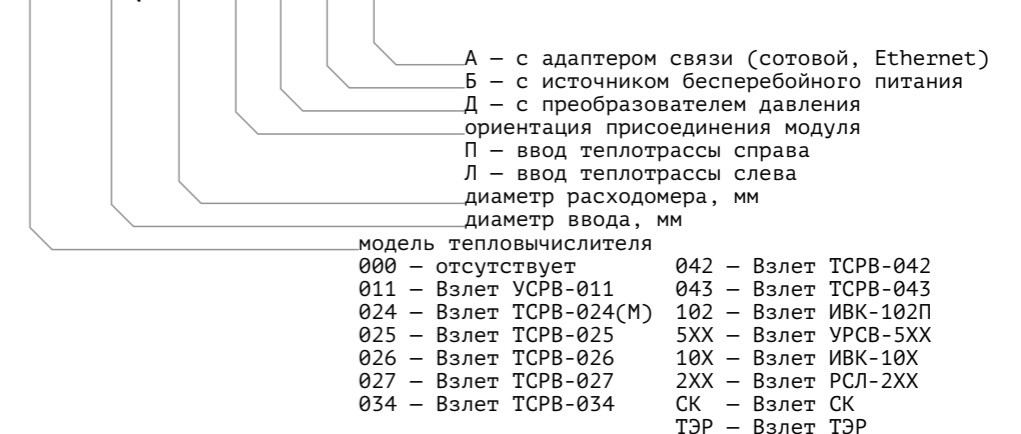 А – с адаптером связи (сотовой, Ethernet)
Б – с источником бесперебойного питания
Д – с преобразователем давления
ориентация присоединения модуля
П – ввод теплотрассы справа
Л – ввод теплотрассы слева
диаметр расходомера, мм
диаметр ввода, мм
модель тепловычислителя
000 – отсутствует 042 – Взлет ТСРВ-042
011 – Взлет УСРВ-011 043 – Взлет ТСРВ-043
024 – Взлет ТСРВ-024(М) 102 – Взлет ИВК-102П
025 – Взлет ТСРВ-025 5ХХ – Взлет УРСВ-5ХХ
026 – Взлет ТСРВ-026 10Х – Взлет ИВК-10Х
027 – Взлет ТСРВ-027 2ХХ – Взлет РСЛ-2ХХ
034 – Взлет ТСРВ-034 СК – Взлет СК
ТЭР – Взлет ТЭР